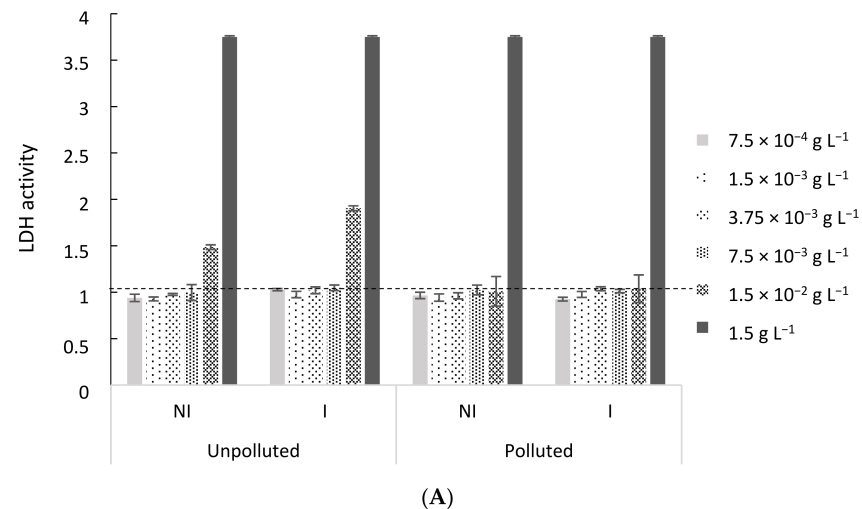 4
3.5
3
2.5
2
1.5
1
0.5
0
LDH activity
NI
I
NI
I
Unpolluted
Polluted
7.5 × 10⁻⁴ g L⁻¹
1.5 × 10⁻³ g L⁻¹
3.75 × 10⁻³ g L⁻¹
7.5 × 10⁻³ g L⁻¹
1.5 × 10⁻² g L⁻¹
1.5 g L⁻¹
(A)